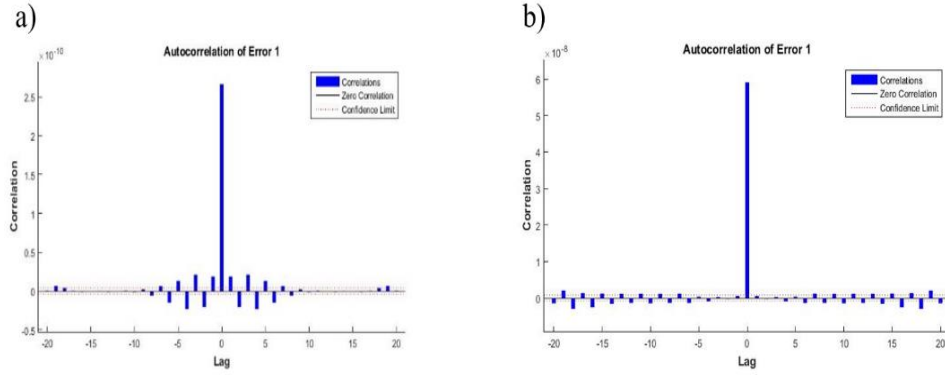 a)
×10⁻¹⁰
Autocorrelation of Error 1
Correlations
Zero Correlation
Confidence Limit
Correlation
2.5
2
1.5
1
0.5
0
-0.5
-20 -15 -10 -5 0 5 10 15 20
Lag
b)
×10⁻⁸
Autocorrelation of Error 1
Correlations
Zero Correlation
Confidence Limit
Correlation
6
5
4
3
2
1
0
-20 -15 -10 -5 0 5 10 15 20
Lag